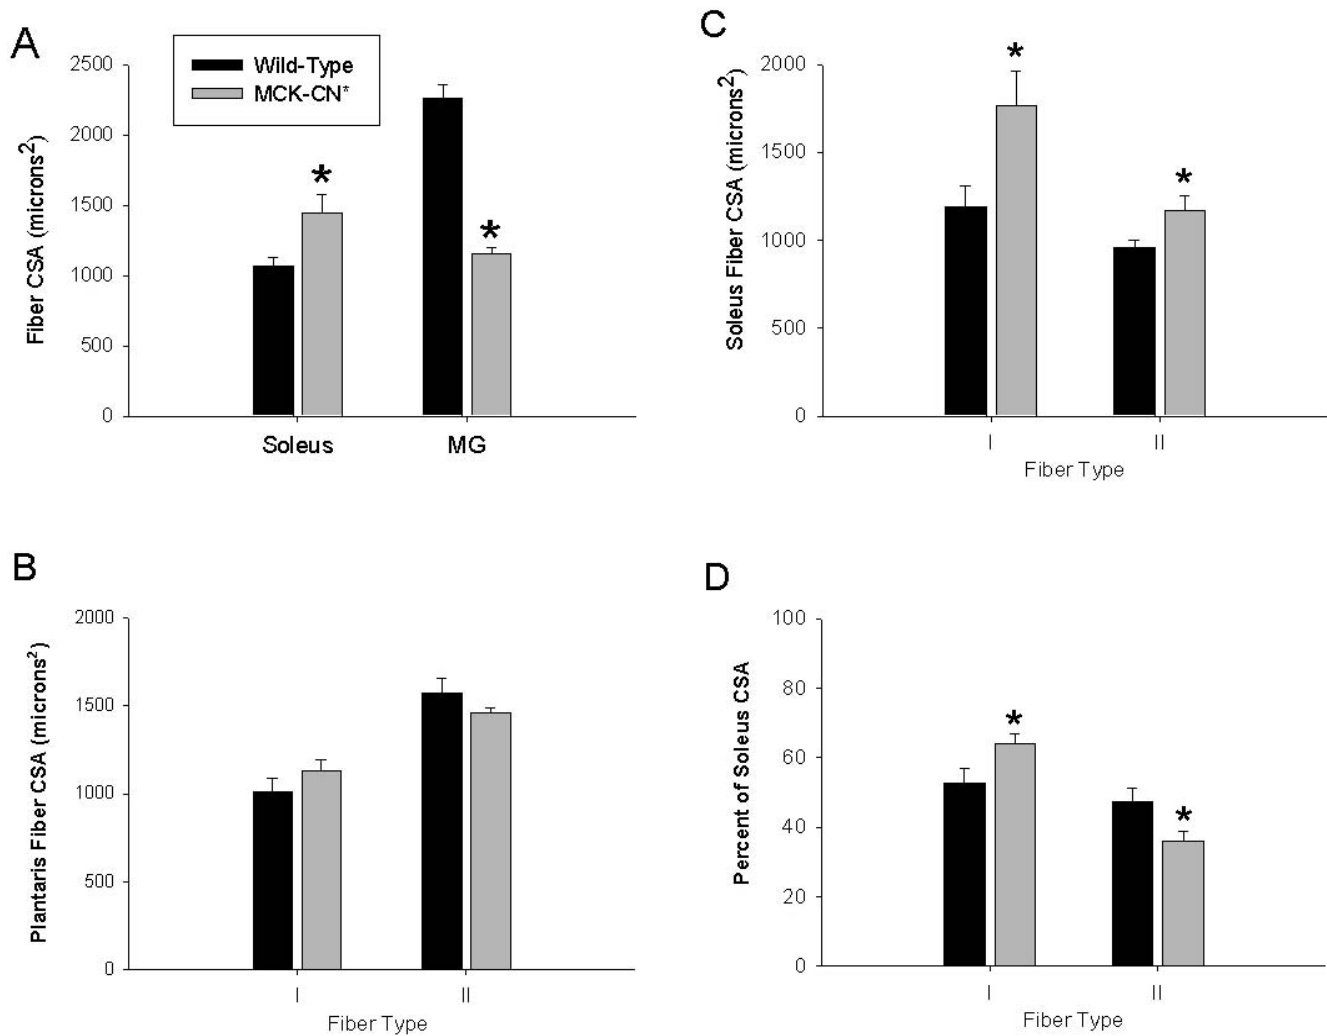 A
Wild-Type
MCK-CN*
Fiber CSA (microns²)
2500
2000
1500
1000
500
0
*
*
Soleus
MG
C
Soleus Fiber CSA (microns²)
2000
1500
1000
500
0
*
*
I
II
Fiber Type
B
Plantaris Fiber CSA (microns²)
2000
1500
1000
500
0
I
II
Fiber Type
D
Percent of Soleus CSA
100
80
60
40
20
0
*
*
I
II
Fiber Type